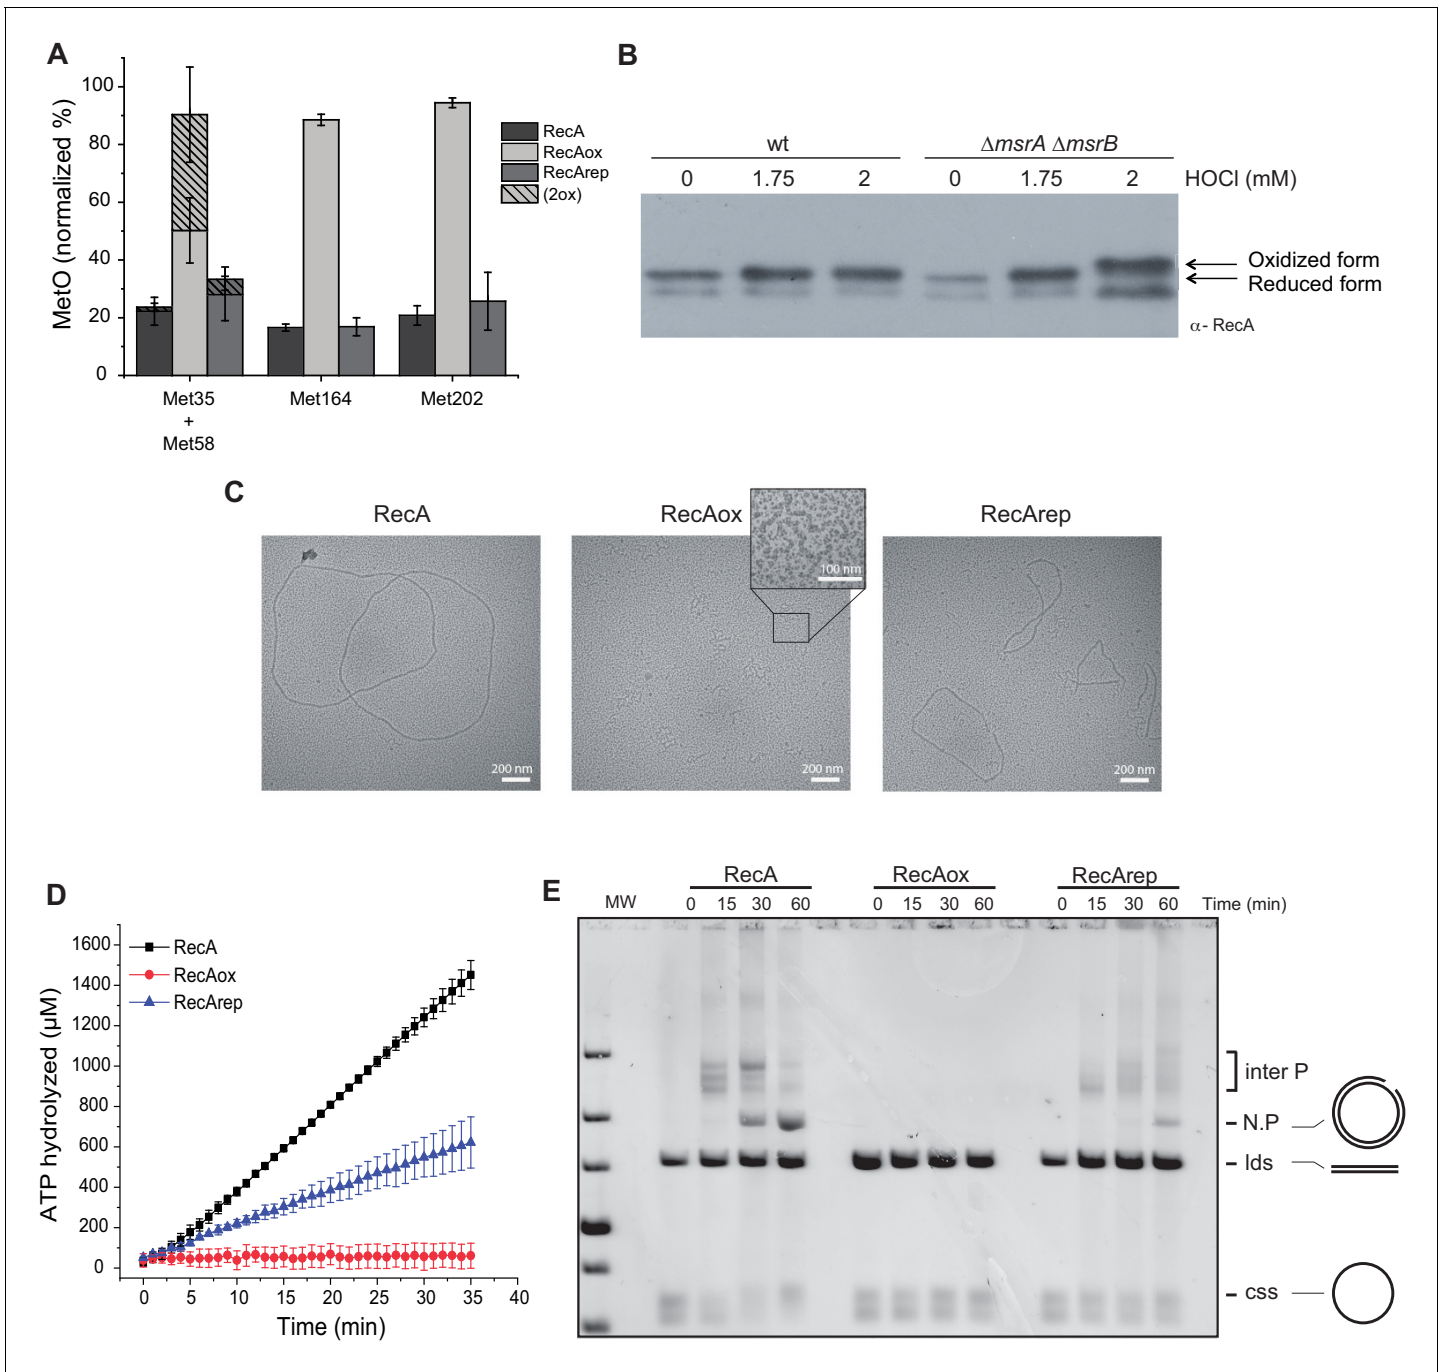 A
MetO (normalized %)
100
80
60
40
20
0
Met35
+
Met58
Met164
Met202
RecA
RecAox
RecArep
(2ox)
B
wt
ΔmsrA ΔmsrB
0 1.75 2 0 1.75 2 HOCl (mM)
Oxidized form
Reduced form
α- RecA
C
RecA
RecAox
RecArep
100 nm
200 nm
200 nm
200 nm
D
ATP hydrolyzed (µM)
1600
1400
1200
1000
800
600
400
200
0
0 5 10 15 20 25 30 35 40
Time (min)
RecA
RecAox
RecArep
E
RecA RecAox RecArep
MW 0 15 30 60 0 15 30 60 0 15 30 60 Time (min)
inter P
N.P
lds
css